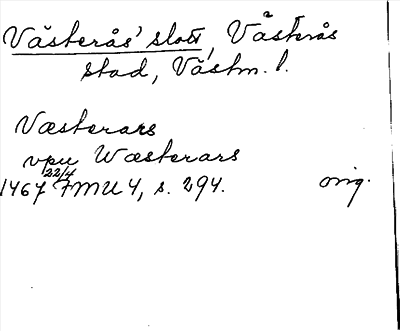 Västerås' slott, Västerås
stad, Västm. l.
Væsterars
vpu Wæsterars
1467 22/4 FMU 4, s. 294. orig.